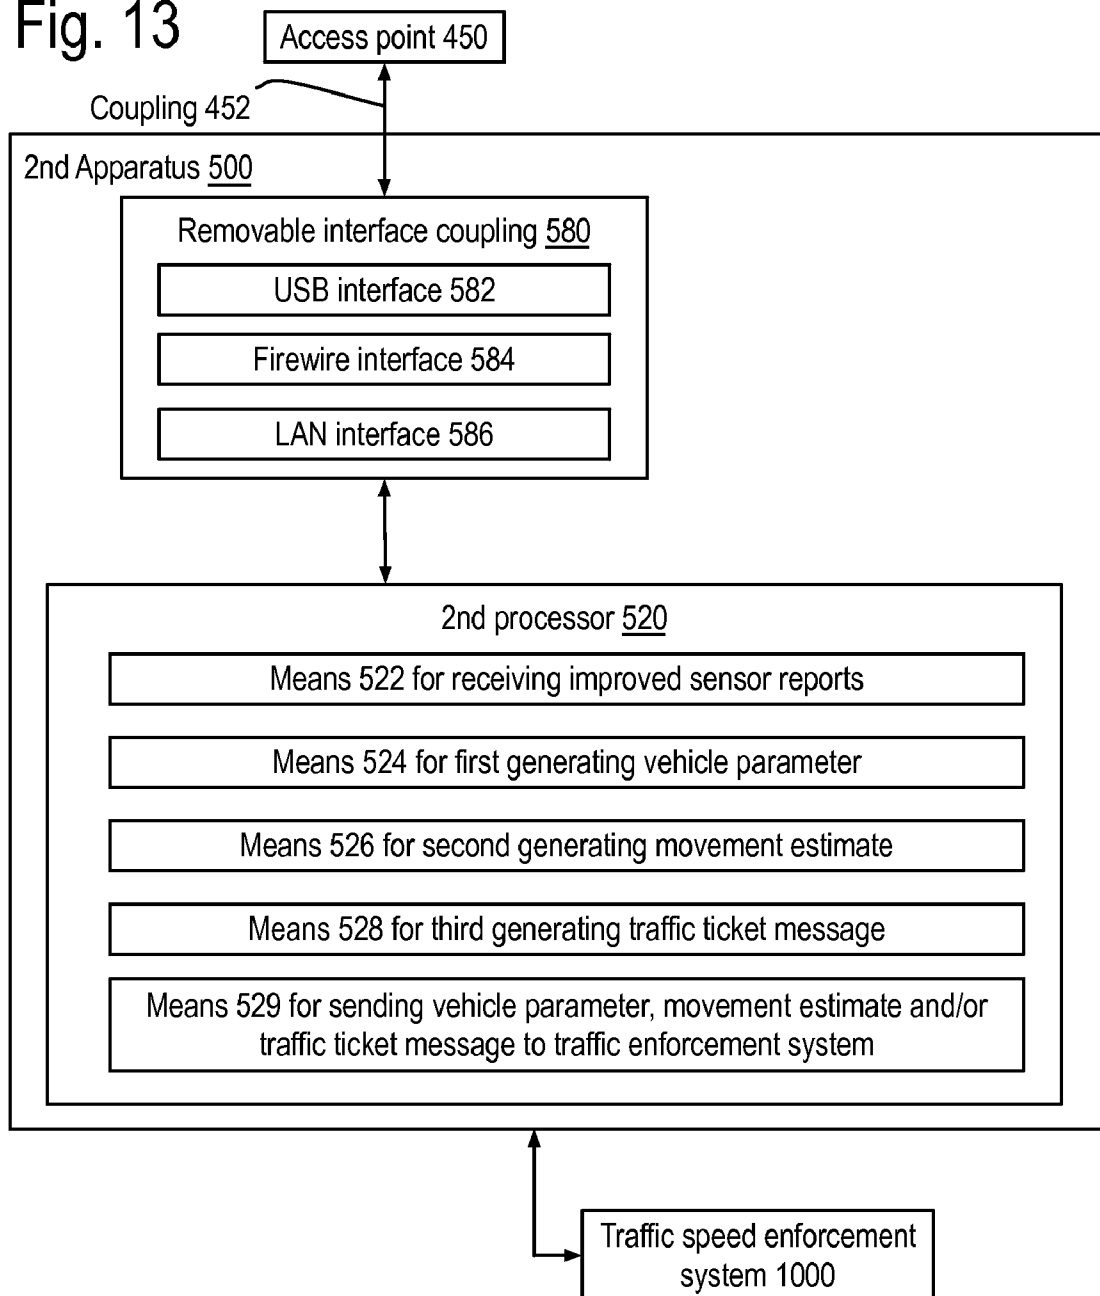 Fig. 13
Access point 450
Coupling 452
2nd Apparatus 500
Removable interface coupling 580
USB interface 582
Firewire interface 584
LAN interface 586
2nd processor 520
Means 522 for receiving improved sensor reports
Means 524 for first generating vehicle parameter
Means 526 for second generating movement estimate
Means 528 for third generating traffic ticket message
Means 529 for sending vehicle parameter, movement estimate and/or
traffic ticket message to traffic enforcement system
Traffic speed enforcement
system 1000